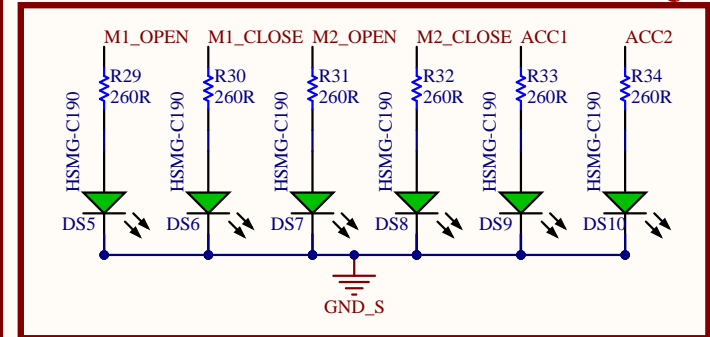 M1_OPEN M1_CLOSE M2_OPEN M2_CLOSE ACC1 ACC2
R29 R30 R31 R32 R33 R34
260R 260R 260R 260R 260R 260R
HSMG-C190 HSMG-C190 HSMG-C190 HSMG-C190 HSMG-C190 HSMG-C190
DS5 DS6 DS7 DS8 DS9 DS10
GND_S